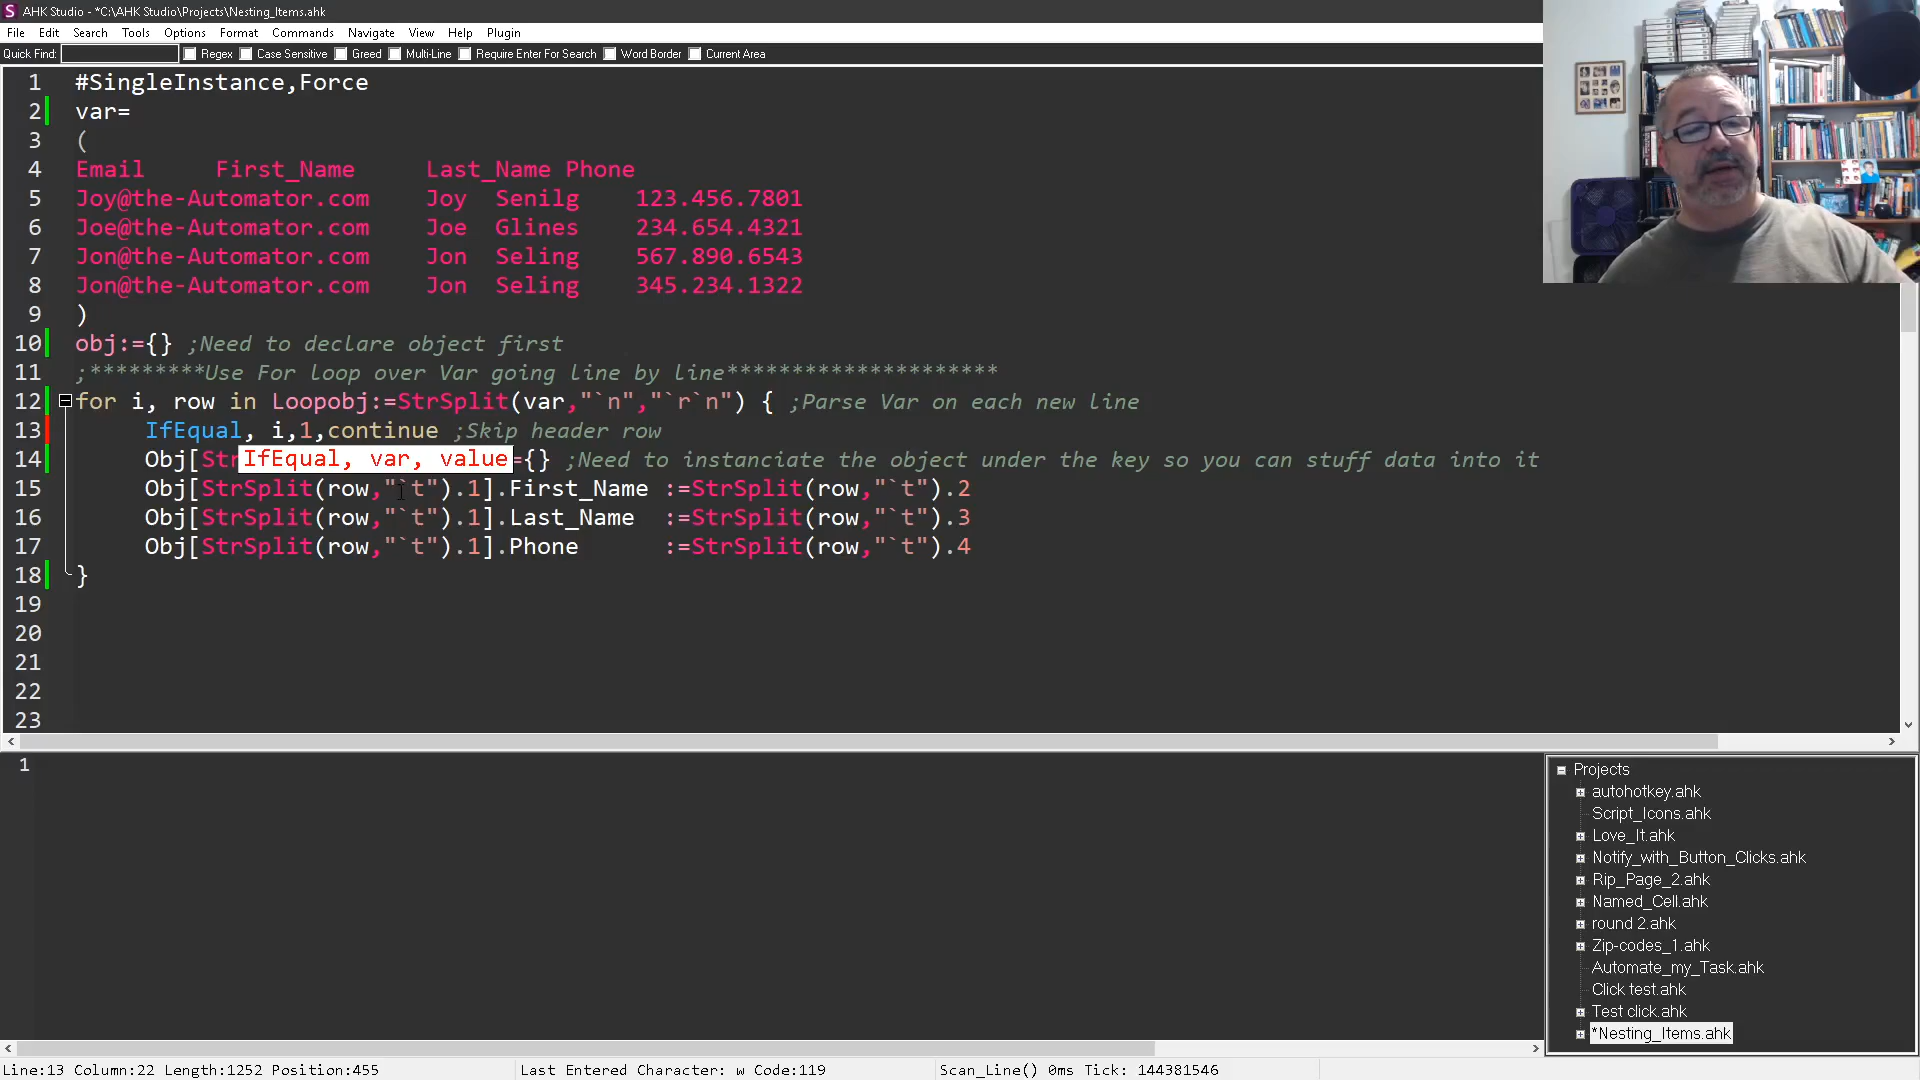 AHK Studio - *C:\AHK Studio\Projects\Nesting_Items.ahk
File Edit Search Tools Options Format Commands Navigate View Help Plugin
Quick Find: Regex Case Sensitive Greed Multi-Line Require Enter For Search Word Border Current Area
1 #SingleInstance,Force
2 var=
3 (
4 Email First_Name Last_Name Phone
5 Joy@the-Automator.com Joy Senilg 123.456.7801
6 Joe@the-Automator.com Joe Glines 234.654.4321
7 Jon@the-Automator.com Jon Seling 567.890.6543
8 Jon@the-Automator.com Jon Seling 345.234.1322
9 )
10 obj:={} ;Need to declare object first
11 ;*********Use For loop over Var going line by line*********************
12 for i, row in Loopobj:=StrSplit(var,"`n","`r`n") { ;Parse Var on each new line
13 IfEqual, i,1,continue ;Skip header row
14 Obj[Str IfEqual, var, value ={} ;Need to instanciate the object under the key so you can stuff data into it
15 Obj[StrSplit(row,"`t").1].First_Name :=StrSplit(row,"`t").2
16 Obj[StrSplit(row,"`t").1].Last_Name :=StrSplit(row,"`t").3
17 Obj[StrSplit(row,"`t").1].Phone :=StrSplit(row,"`t").4
18 }
19
20
21
22
23
1
Projects
autohotkey.ahk
Script_Icons.ahk
Love_It.ahk
Notify_with_Button_Clicks.ahk
Rip_Page_2.ahk
Named_Cell.ahk
round 2.ahk
Zip-codes_1.ahk
Automate_my_Task.ahk
Click test.ahk
Test click.ahk
*Nesting_Items.ahk
Line:13 Column:22 Length:1252 Position:455 Last Entered Character: w Code:119 Scan_Line() 0ms Tick: 144381546